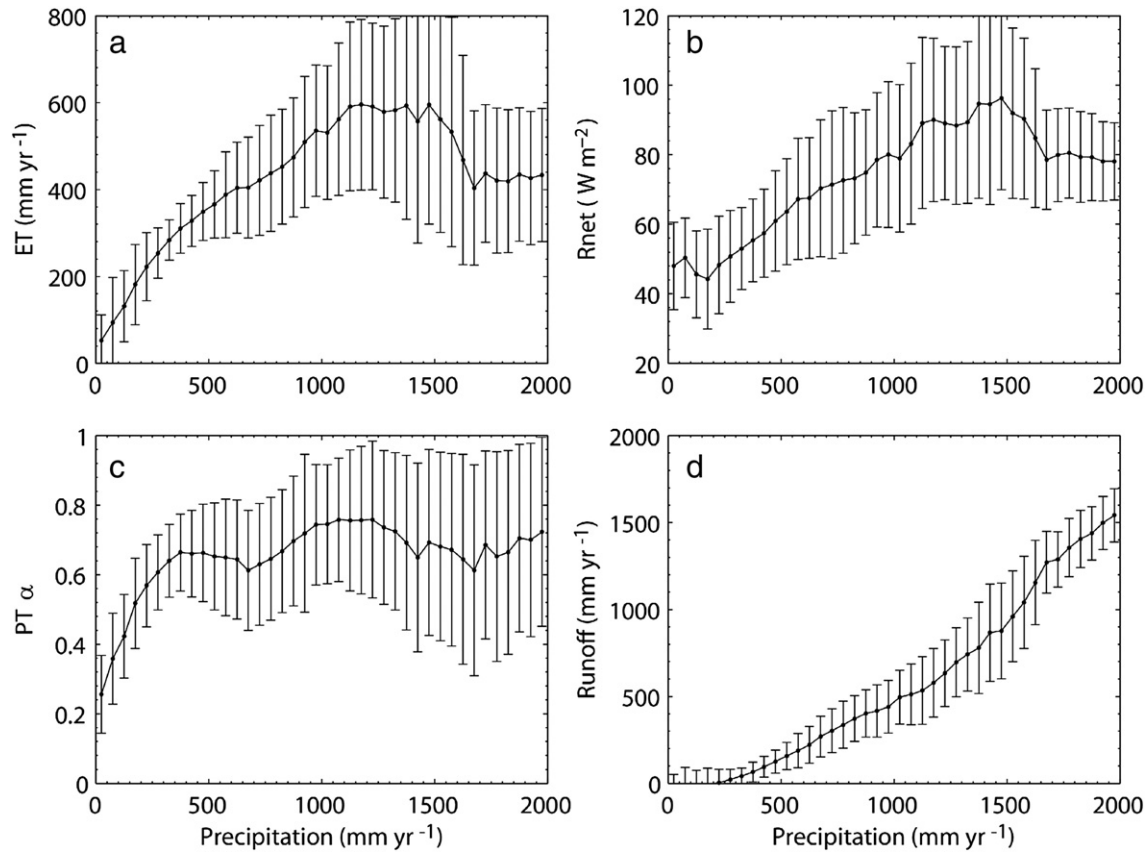 a
800
600
400
200
0
ET (mm yr -1)
0 500 1000 1500 2000
b
120
100
80
60
40
20
Rnet ( W m−2)
0 500 1000 1500 2000
c
1
0.8
0.6
0.4
0.2
0
PT α
0 500 1000 1500 2000
Precipitation (mm yr -1)
d
2000
1500
1000
500
0
Runoff (mm yr -1)
0 500 1000 1500 2000
Precipitation (mm yr -1)